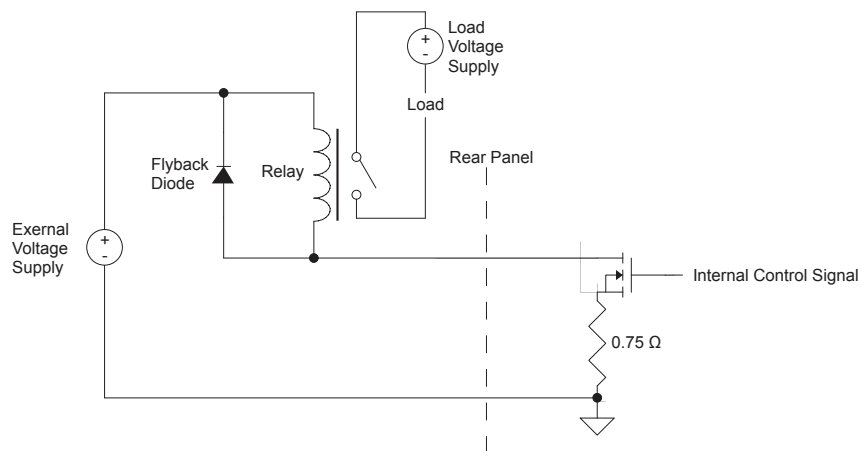 Load
Voltage
Supply
Load
Rear Panel
Flyback
Diode
Relay
Exernal
Voltage
Supply
Internal Control Signal
0.75 Ω